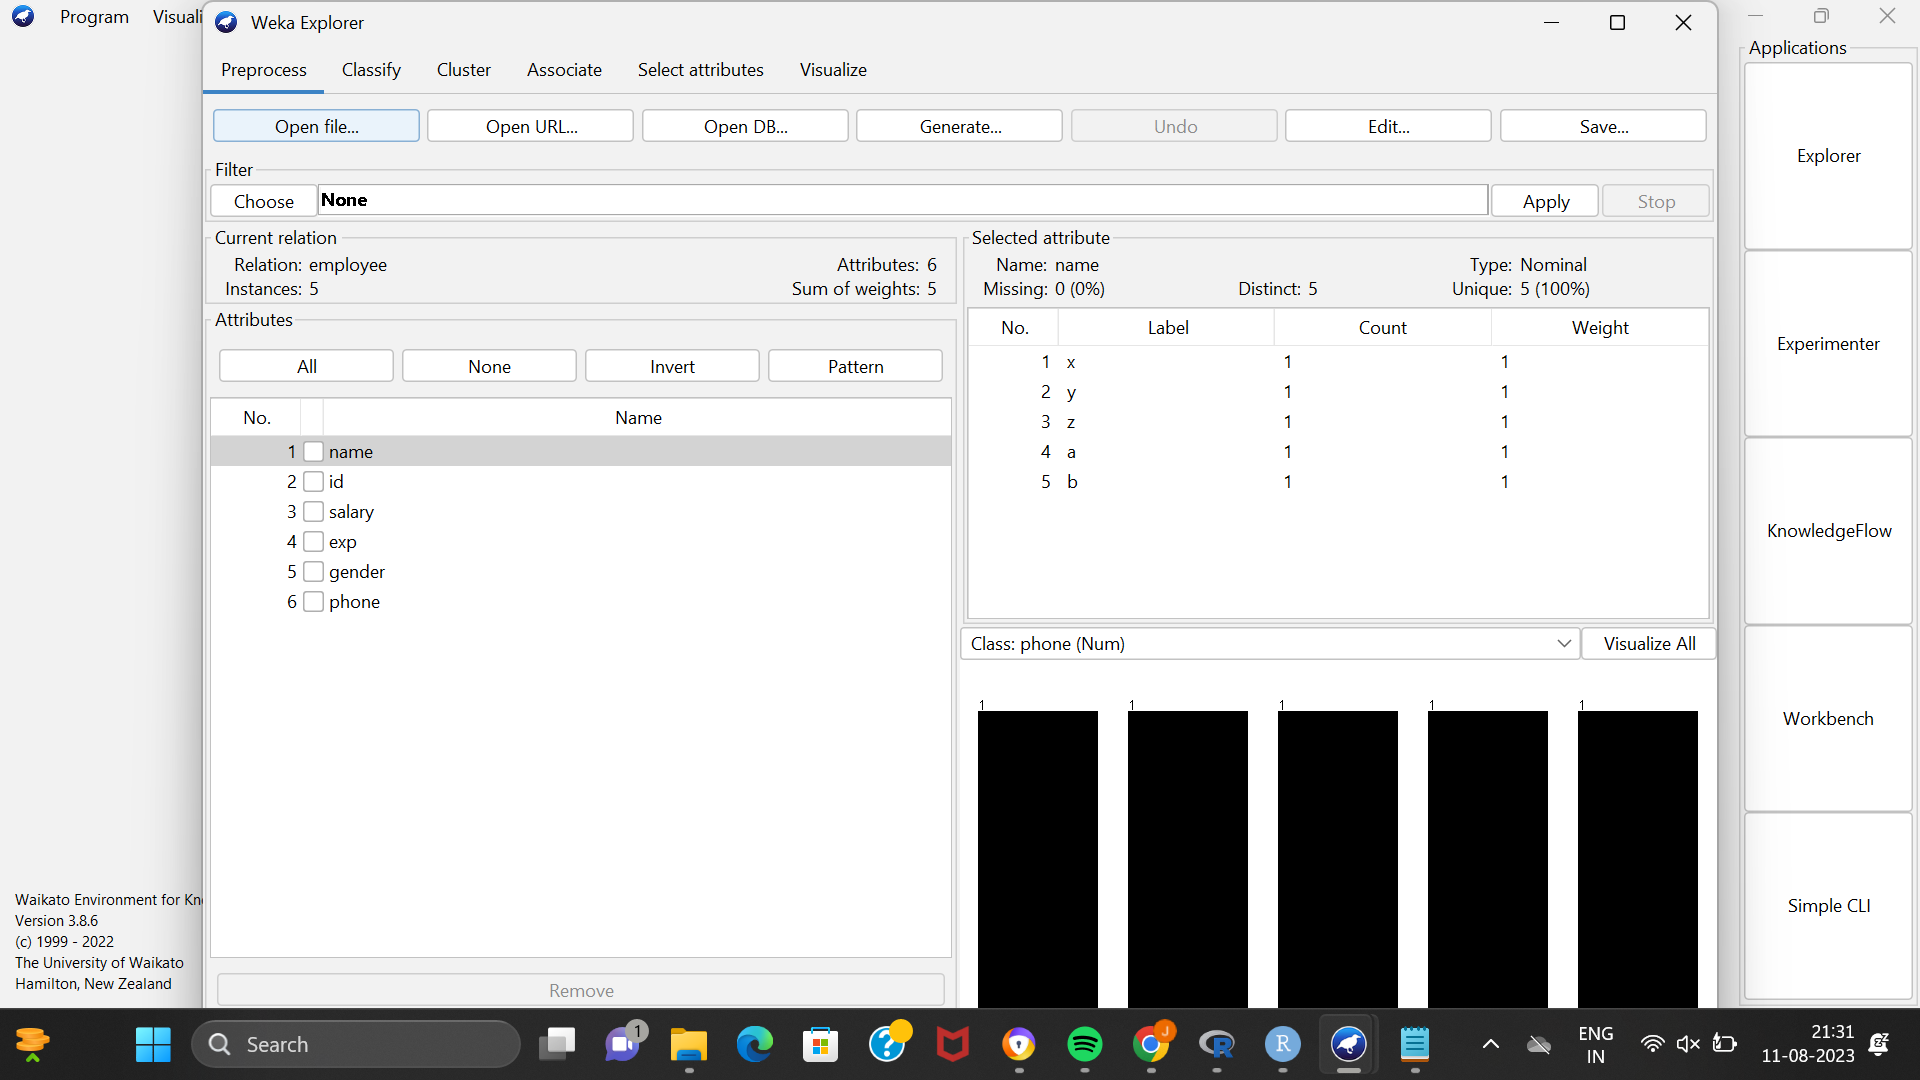 Program Visuali
Weka Explorer
Applications
Preprocess Classify Cluster Associate Select attributes Visualize
Open file... Open URL... Open DB... Generate... Undo Edit... Save...
Filter
Choose None Apply Stop
Current relation
Relation: employee Attributes: 6
Instances: 5 Sum of weights: 5
Attributes
All None Invert Pattern
No. Name
1 name
2 id
3 salary
4 exp
5 gender
6 phone
Remove
Selected attribute
Name: name Type: Nominal
Missing: 0 (0%) Distinct: 5 Unique: 5 (100%)
No. Label Count Weight
1 x 1 1
2 y 1 1
3 z 1 1
4 a 1 1
5 b 1 1
Class: phone (Num) Visualize All
1 1 1 1 1
Explorer
Experimenter
KnowledgeFlow
Workbench
Simple CLI
Waikato Environment for Kn
Version 3.8.6
(c) 1999 - 2022
The University of Waikato
Hamilton, New Zealand
Search
1
J
R
R
ENG
IN
21:31
11-08-2023